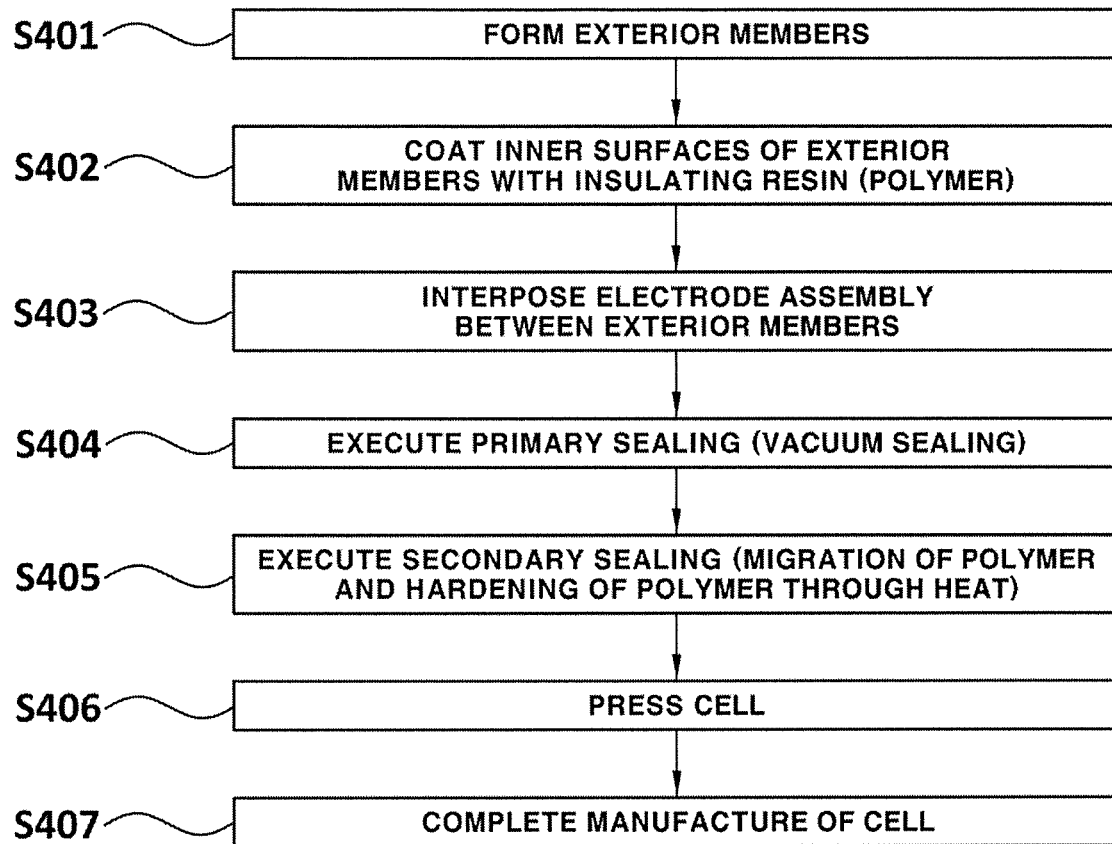 S401
FORM EXTERIOR MEMBERS
S402
COAT INNER SURFACES OF EXTERIOR
MEMBERS WITH INSULATING RESIN (POLYMER)
S403
INTERPOSE ELECTRODE ASSEMBLY
BETWEEN EXTERIOR MEMBERS
S404
EXECUTE PRIMARY SEALING (VACUUM SEALING)
S405
EXECUTE SECONDARY SEALING (MIGRATION OF POLYMER
AND HARDENING OF POLYMER THROUGH HEAT)
S406
PRESS CELL
S407
COMPLETE MANUFACTURE OF CELL